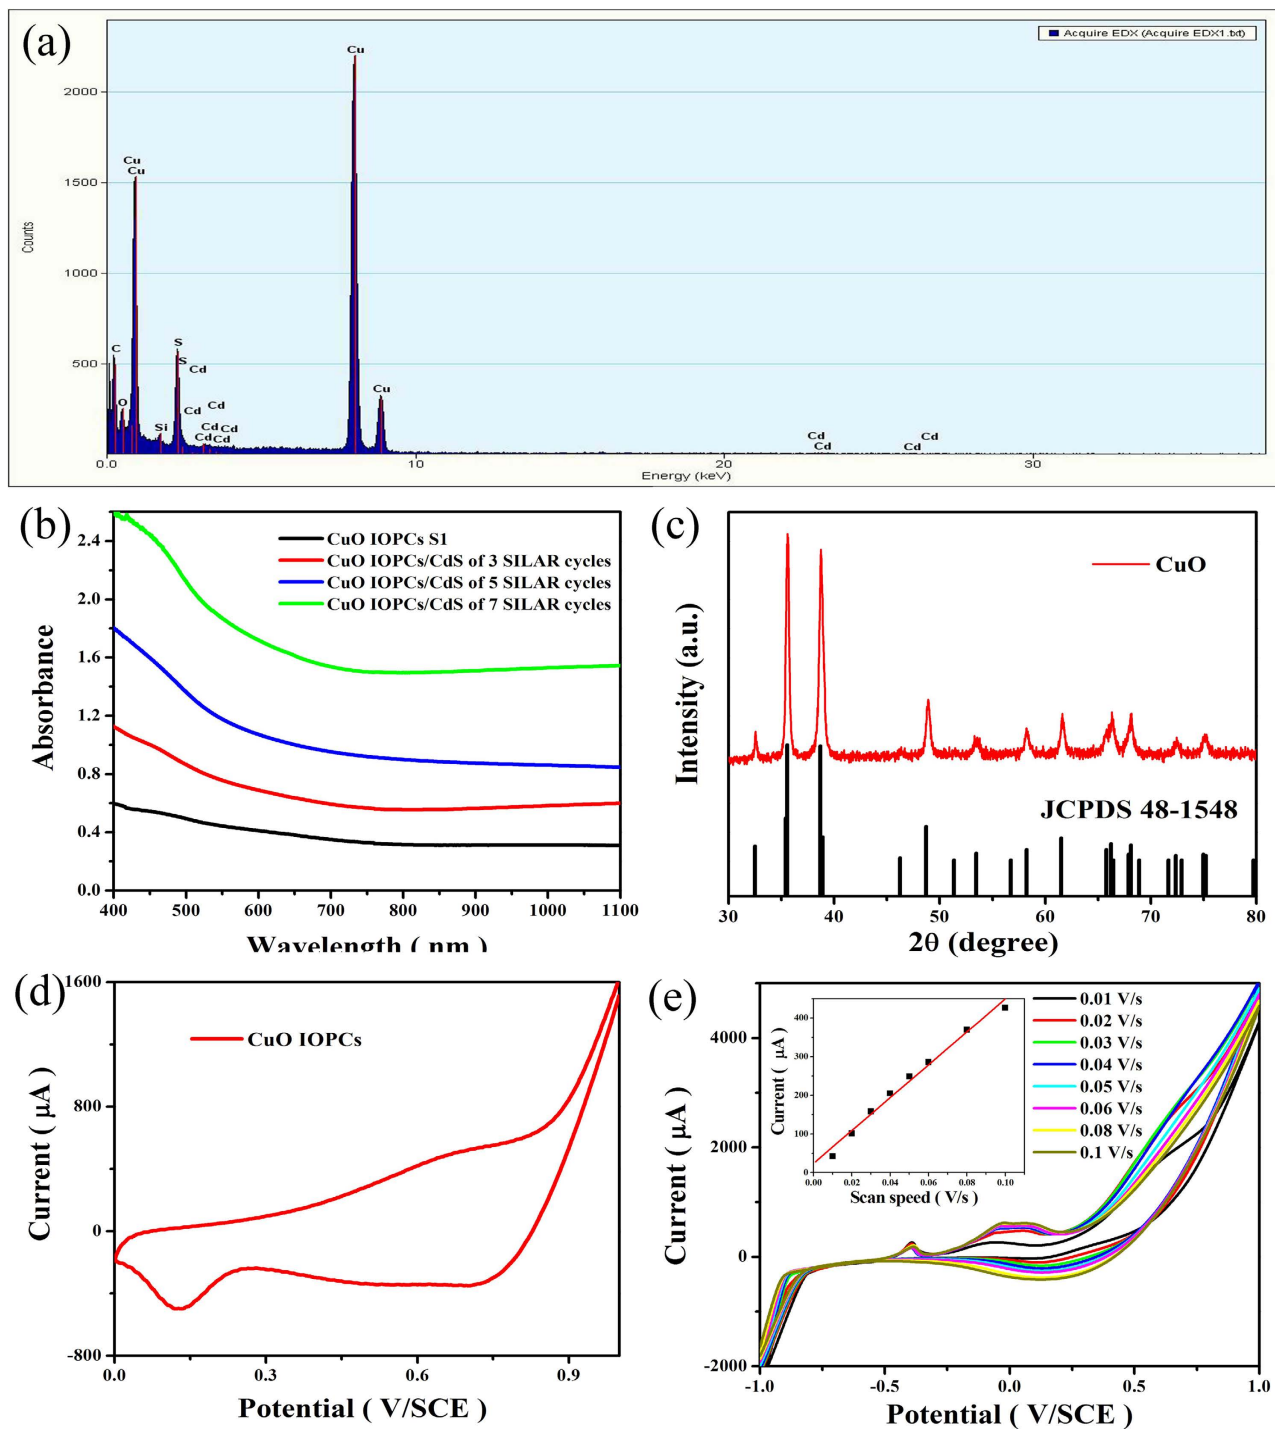 (a)
Acquire EDX (Acquire EDX1.txt)
Counts
2000
1500
1000
500
Cu
Cu
Cu
Cu
C
O
Si
S
S
Cd
Cd
Cd
Cd
Cd
Cd
Cd
Cd
Cd
Cd
Cd
0.0 10 20 30
Energy (keV)
(b)
CuO IOPCs S1
CuO IOPCs/CdS of 3 SILAR cycles
CuO IOPCs/CdS of 5 SILAR cycles
CuO IOPCs/CdS of 7 SILAR cycles
Absorbance
2.4
2.0
1.6
1.2
0.8
0.4
0.0
400 500 600 700 800 900 1000 1100
Wavelength ( nm )
(c)
CuO
Intensity (a.u.)
JCPDS 48-1548
30 40 50 60 70 80
2θ (degree)
(d)
CuO IOPCs
Current ( μA )
1600
800
0
-800
0.0 0.3 0.6 0.9
Potential ( V/SCE )
(e)
0.01 V/s
0.02 V/s
0.03 V/s
0.04 V/s
0.05 V/s
0.06 V/s
0.08 V/s
0.1 V/s
Current ( μA )
400
300
200
100
0
0.00 0.02 0.04 0.06 0.08 0.10
Scan speed ( V/s )
Current ( μA )
4000
2000
0
-2000
-1.0 -0.5 0.0 0.5 1.0
Potential ( V/SCE )